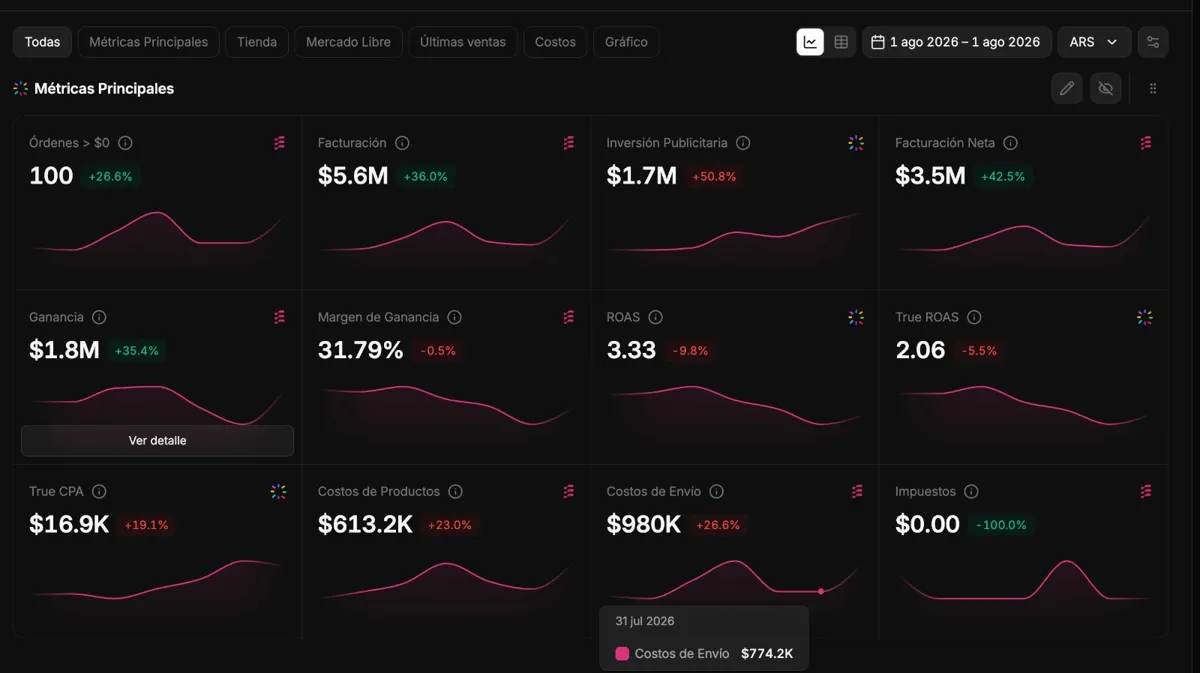 Todas Métricas Principales Tienda Mercado Libre Últimas ventas Costos Gráfico 1 ago 2026 – 1 ago 2026 ARS
Métricas Principales
Órdenes > $0
100 +26.6%
Facturación
$5.6M +36.0%
Inversión Publicitaria
$1.7M +50.8%
Facturación Neta
$3.5M +42.5%
Ganancia
$1.8M +35.4%
Ver detalle
Margen de Ganancia
31.79% -0.5%
ROAS
3.33 -9.8%
True ROAS
2.06 -5.5%
True CPA
$16.9K +19.1%
Costos de Productos
$613.2K +23.0%
Costos de Envío
$980K +26.6%
Impuestos
$0.00 -100.0%
31 jul 2026
Costos de Envío $774.2K